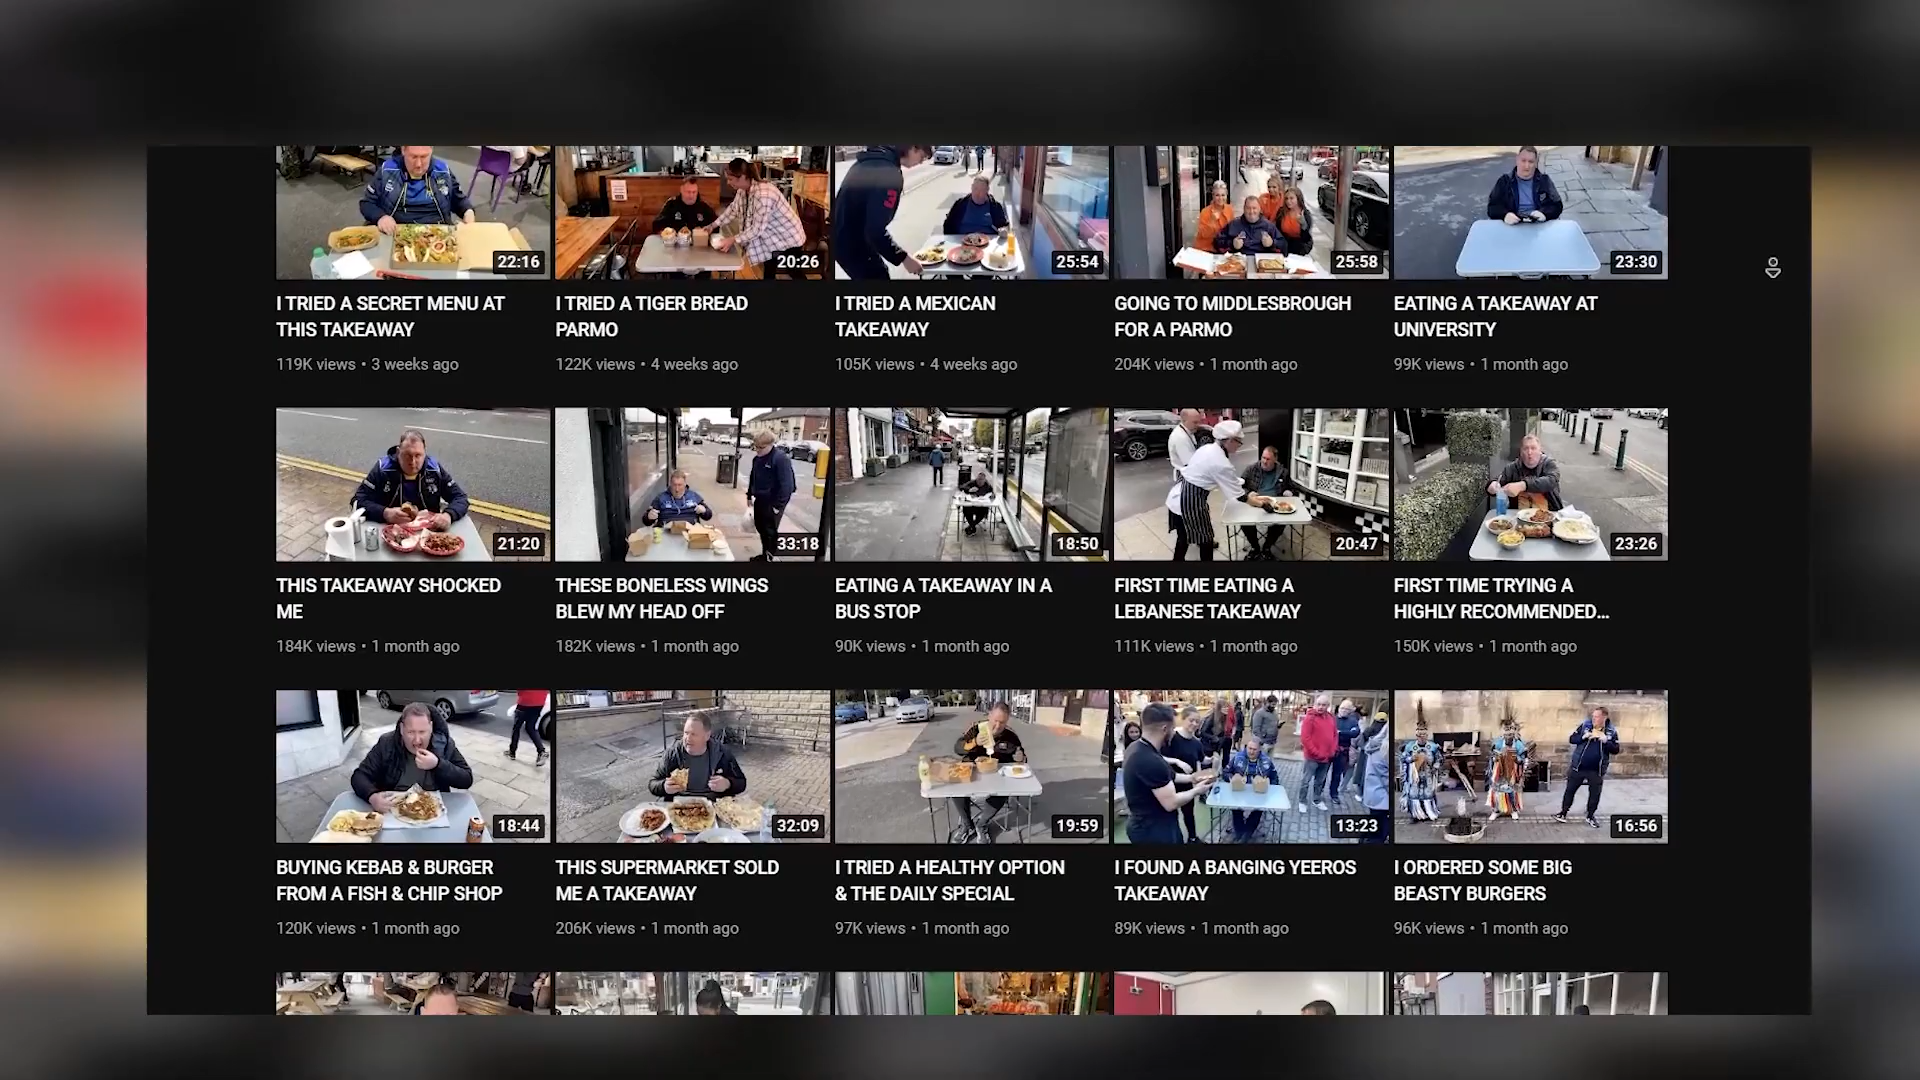 22:16
20:26
25:54
25:58
23:30
I TRIED A SECRET MENU AT
THIS TAKEAWAY
119K views • 3 weeks ago
I TRIED A TIGER BREAD
PARMO
122K views • 4 weeks ago
I TRIED A MEXICAN
TAKEAWAY
105K views • 4 weeks ago
GOING TO MIDDLESBROUGH
FOR A PARMO
204K views • 1 month ago
EATING A TAKEAWAY AT
UNIVERSITY
99K views • 1 month ago
21:20
33:18
18:50
20:47
23:26
THIS TAKEAWAY SHOCKED
ME
184K views • 1 month ago
THESE BONELESS WINGS
BLEW MY HEAD OFF
182K views • 1 month ago
EATING A TAKEAWAY IN A
BUS STOP
90K views • 1 month ago
FIRST TIME EATING A
LEBANESE TAKEAWAY
111K views • 1 month ago
FIRST TIME TRYING A
HIGHLY RECOMMENDED...
150K views • 1 month ago
18:44
32:09
19:59
13:23
16:56
BUYING KEBAB & BURGER
FROM A FISH & CHIP SHOP
120K views • 1 month ago
THIS SUPERMARKET SOLD
ME A TAKEAWAY
206K views • 1 month ago
I TRIED A HEALTHY OPTION
& THE DAILY SPECIAL
97K views • 1 month ago
I FOUND A BANGING YEEROS
TAKEAWAY
89K views • 1 month ago
I ORDERED SOME BIG
BEASTY BURGERS
96K views • 1 month ago